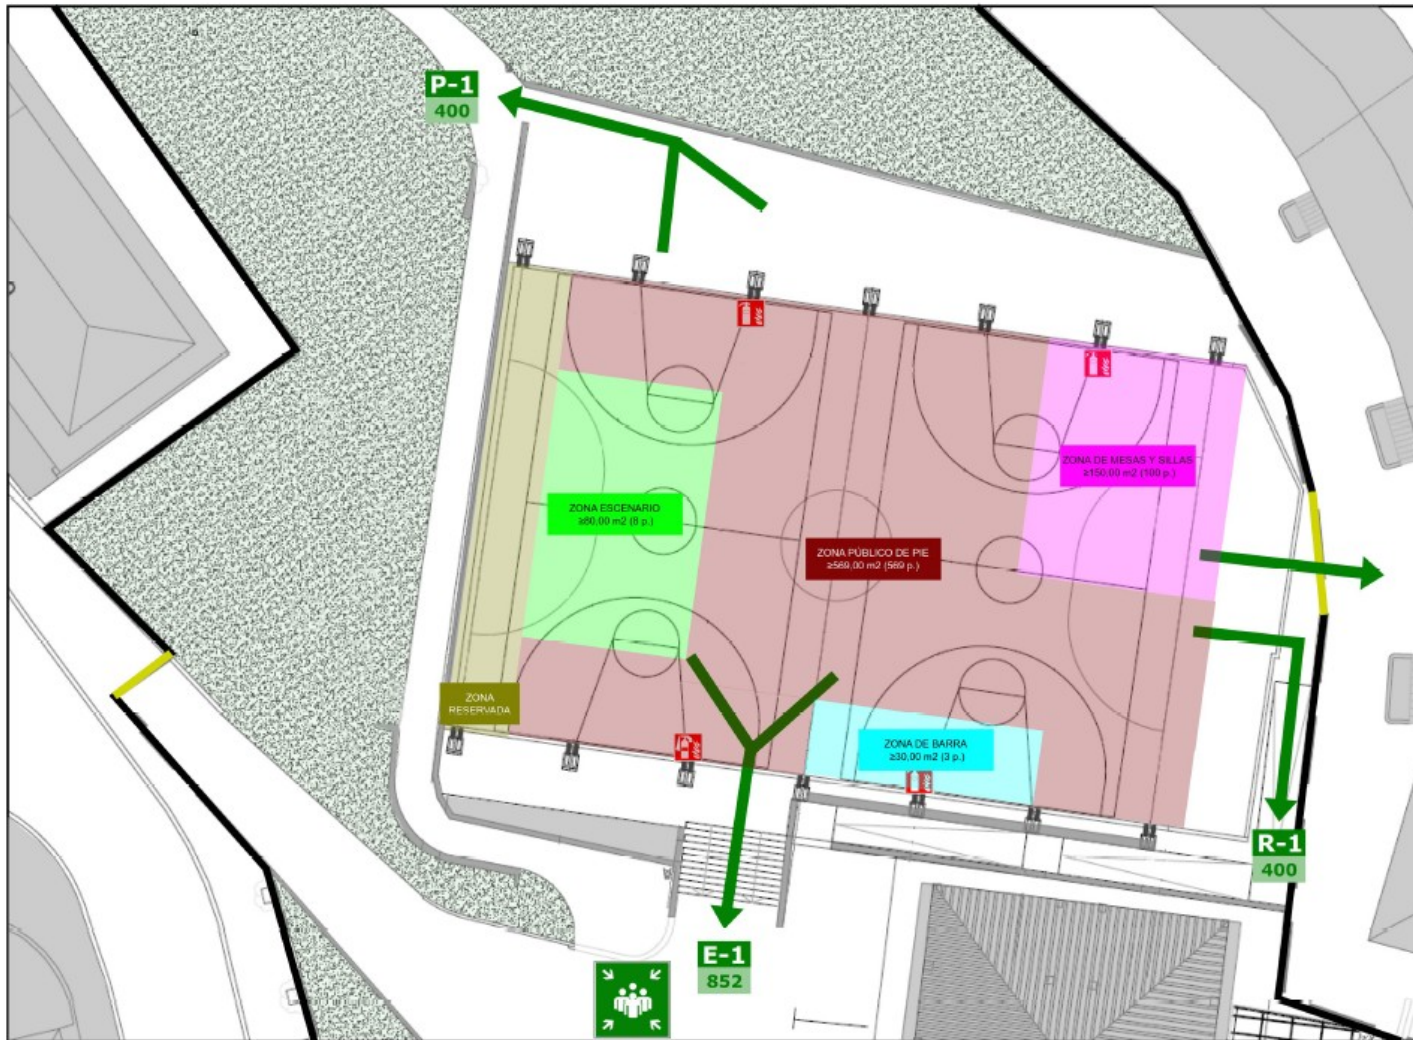 P-1
400
ZONA DE MESAS Y SILLAS
≥150,00 m2 (100 p.)
ZONA ESCENARIO
≥80,00 m2 (8 p.)
ZONA PÚBLICO DE PIE
≥569,00 m2 (569 p.)
ZONA
RESERVADA
ZONA DE BARRA
≥30,00 m2 (3 p.)
R-1
400
E-1
852